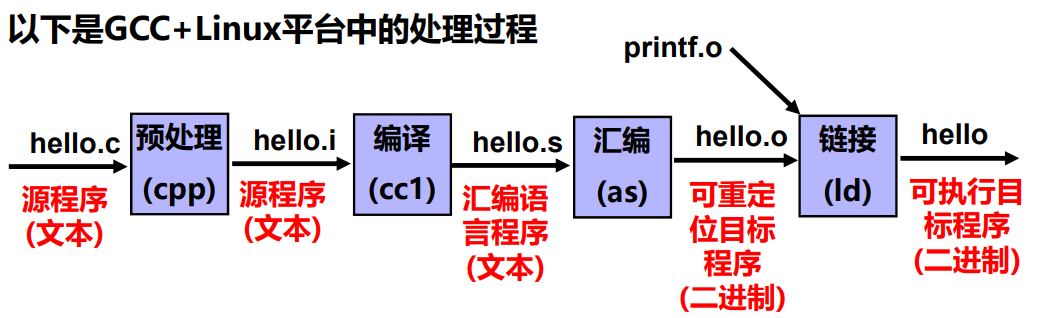 以下是GCC+Linux平台中的处理过程
printf.o
hello.c
预处理
(cpp)
hello.i
编译
(cc1)
hello.s
汇编
(as)
hello.o
链接
(ld)
hello
源程序
(文本)
源程序
(文本)
汇编语
言程序
(文本)
可重定
位目标
程序
(二进制)
可执行目
标程序
(二进制)